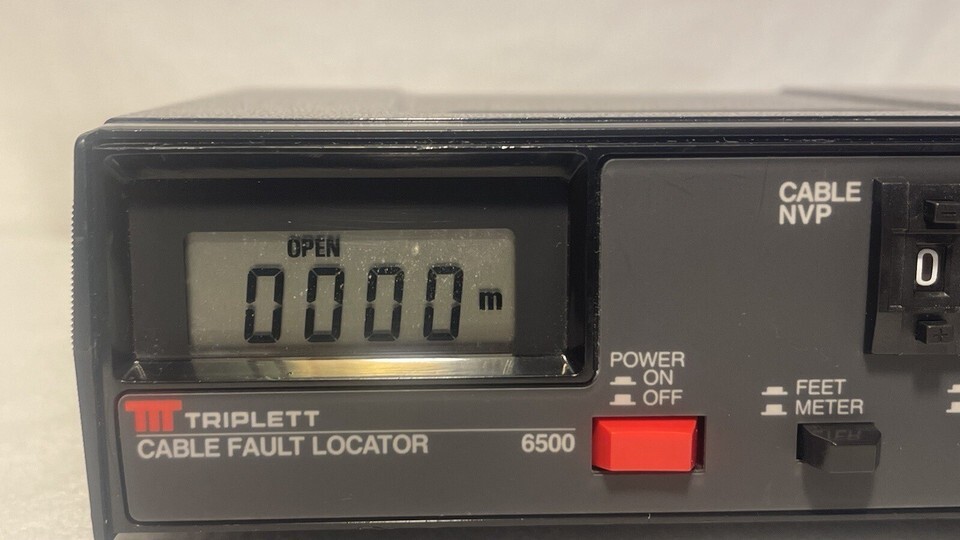 OPEN
0000 m
TRIPLETT
CABLE FAULT LOCATOR 6500
POWER
ON
OFF
FEET
METER
CABLE
NVP
-
0
+